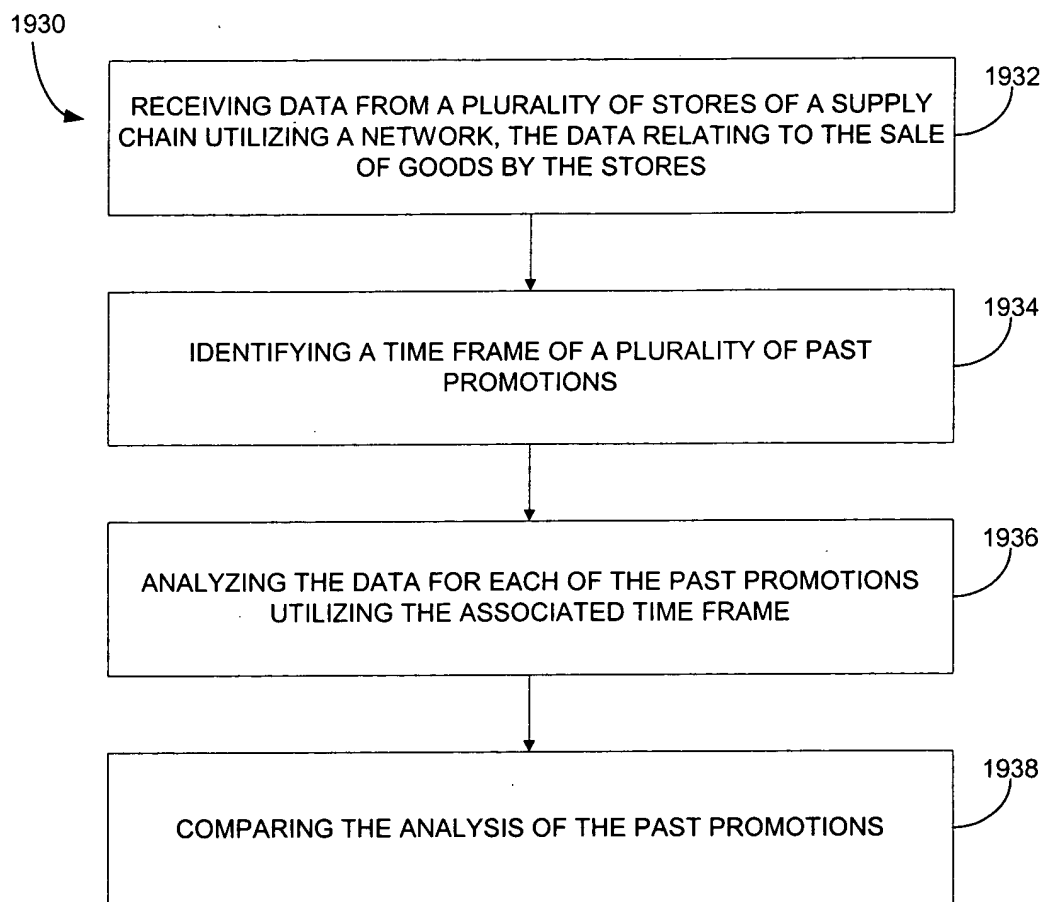 1930
1932
RECEIVING DATA FROM A PLURALITY OF STORES OF A SUPPLY
CHAIN UTILIZING A NETWORK, THE DATA RELATING TO THE SALE
OF GOODS BY THE STORES
1934
IDENTIFYING A TIME FRAME OF A PLURALITY OF PAST
PROMOTIONS
1936
ANALYZING THE DATA FOR EACH OF THE PAST PROMOTIONS
UTILIZING THE ASSOCIATED TIME FRAME
1938
COMPARING THE ANALYSIS OF THE PAST PROMOTIONS